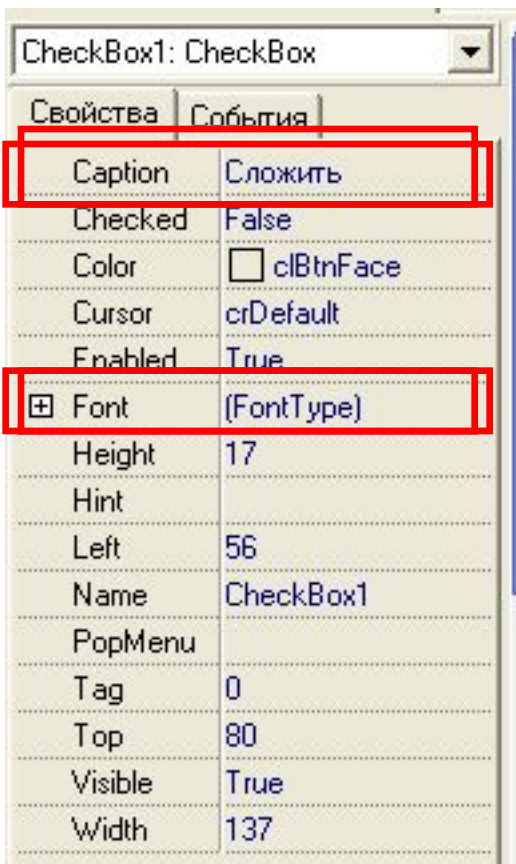 CheckBox1: CheckBox
Свойства События
Caption Сложить
Checked False
Color clBtnFace
Cursor crDefault
Enabled True
Font (FontType)
Height 17
Hint
Left 56
Name CheckBox1
PopMenu
Tag 0
Top 80
Visible True
Width 137